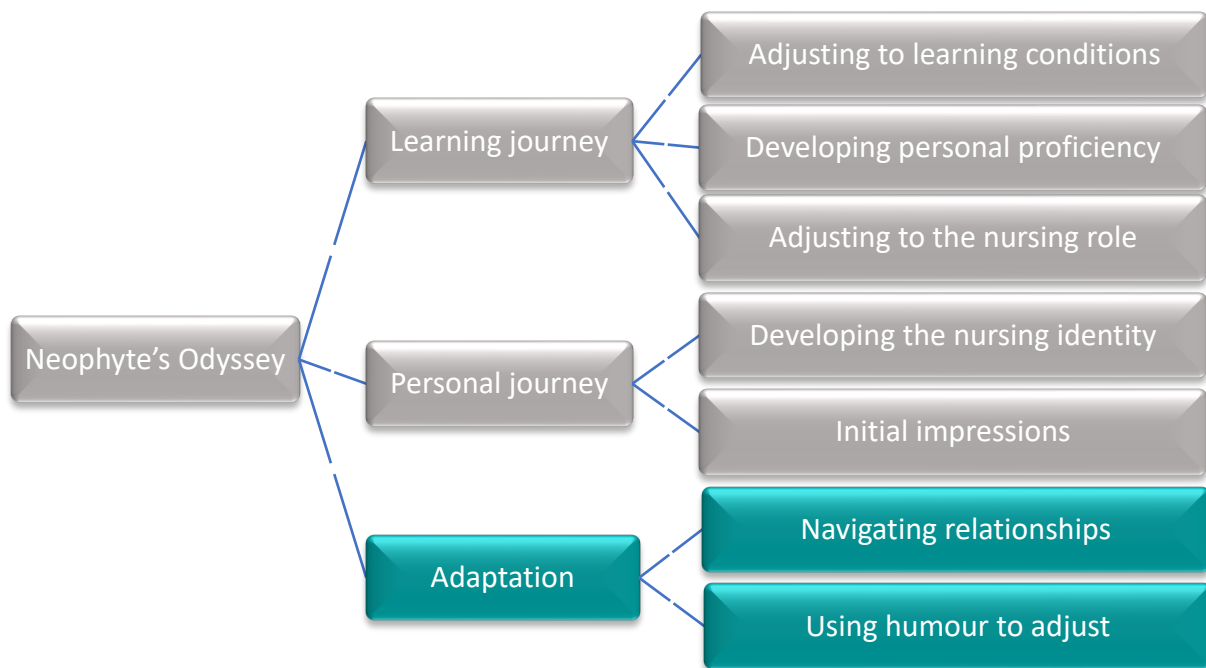 Neophyte’s Odyssey
Learning journey
Adjusting to learning conditions
Developing personal proficiency
Adjusting to the nursing role
Personal journey
Developing the nursing identity
Initial impressions
Adaptation
Navigating relationships
Using humour to adjust